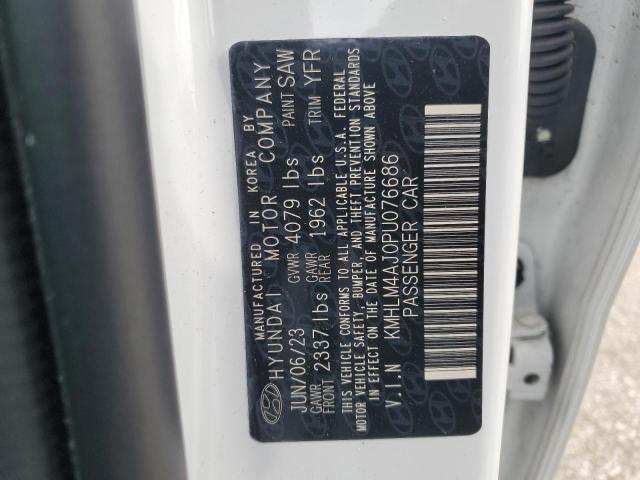 MANUFACTURED IN KOREA BY
HYUNDAI MOTOR COMPANY
JUN/06/23 GVWR 4079 lbs PAINT SAW
GAWR FRONT 2337 lbs GAWR REAR 1962 lbs TRIM YFR
THIS VEHICLE CONFORMS TO ALL APPLICABLE U.S.A. FEDERAL
MOTOR VEHICLE SAFETY, BUMPER, AND THEFT PREVENTION STANDARDS
IN EFFECT ON THE DATE OF MANUFACTURE SHOWN ABOVE
V.I.N KMHLM4AJ0PU076686
PASSENGER CAR